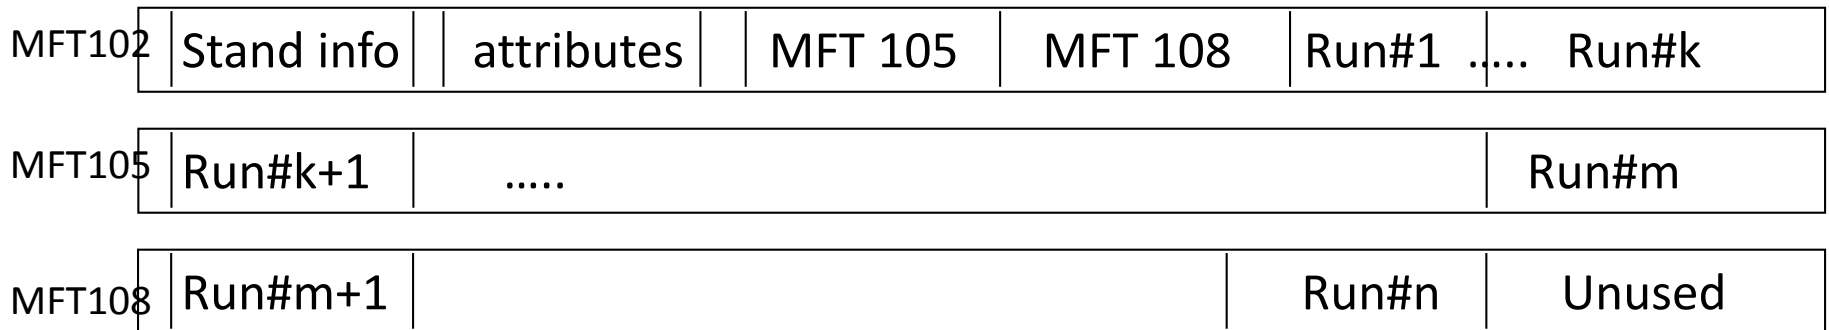 MFT102 Stand info attributes MFT 105 MFT 108 Run#1 ..... Run#k
MFT105 Run#k+1 ..... Run#m
MFT108 Run#m+1 Run#n Unused